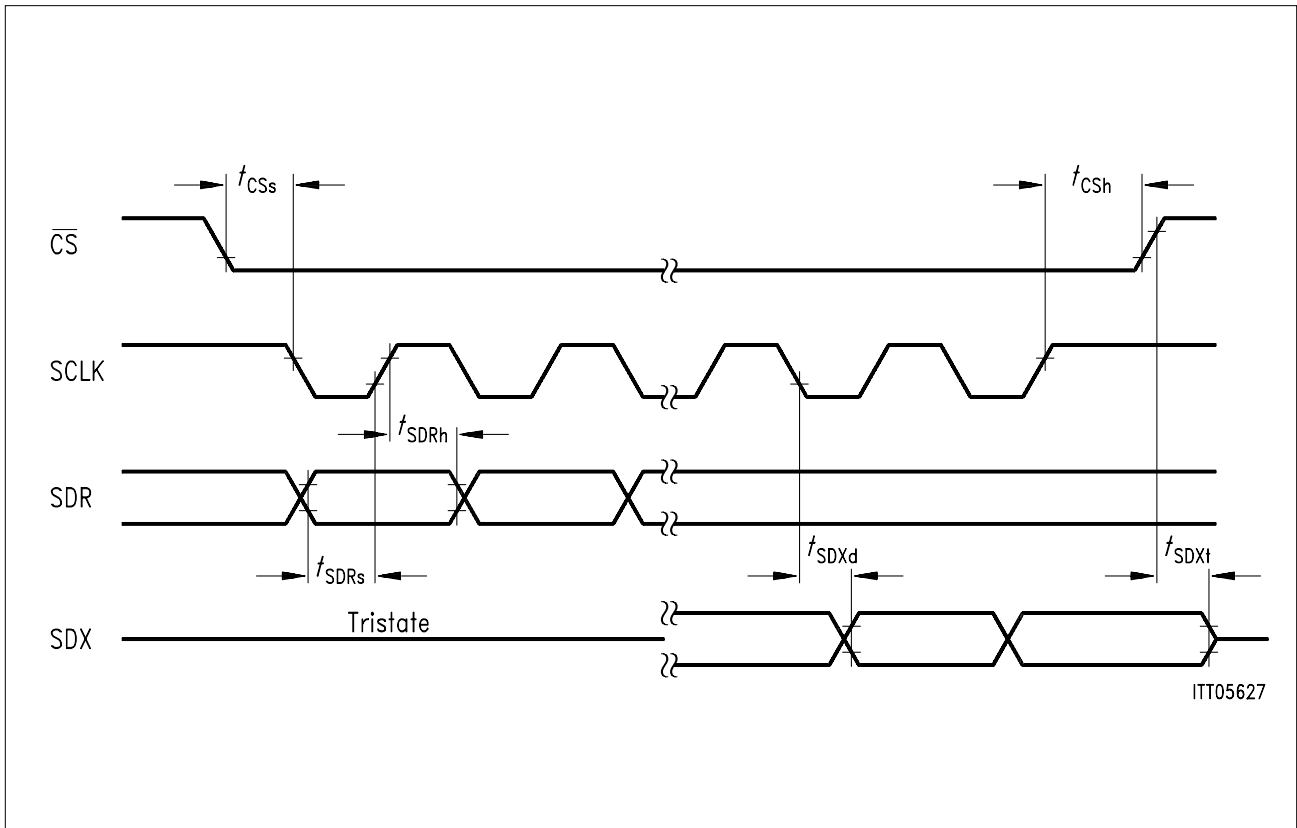 tCSs
tCSh
CS
SCLK
tSDRh
SDR
tSDRs
tSDXd
tSDXt
Tristate
SDX
ITT05627